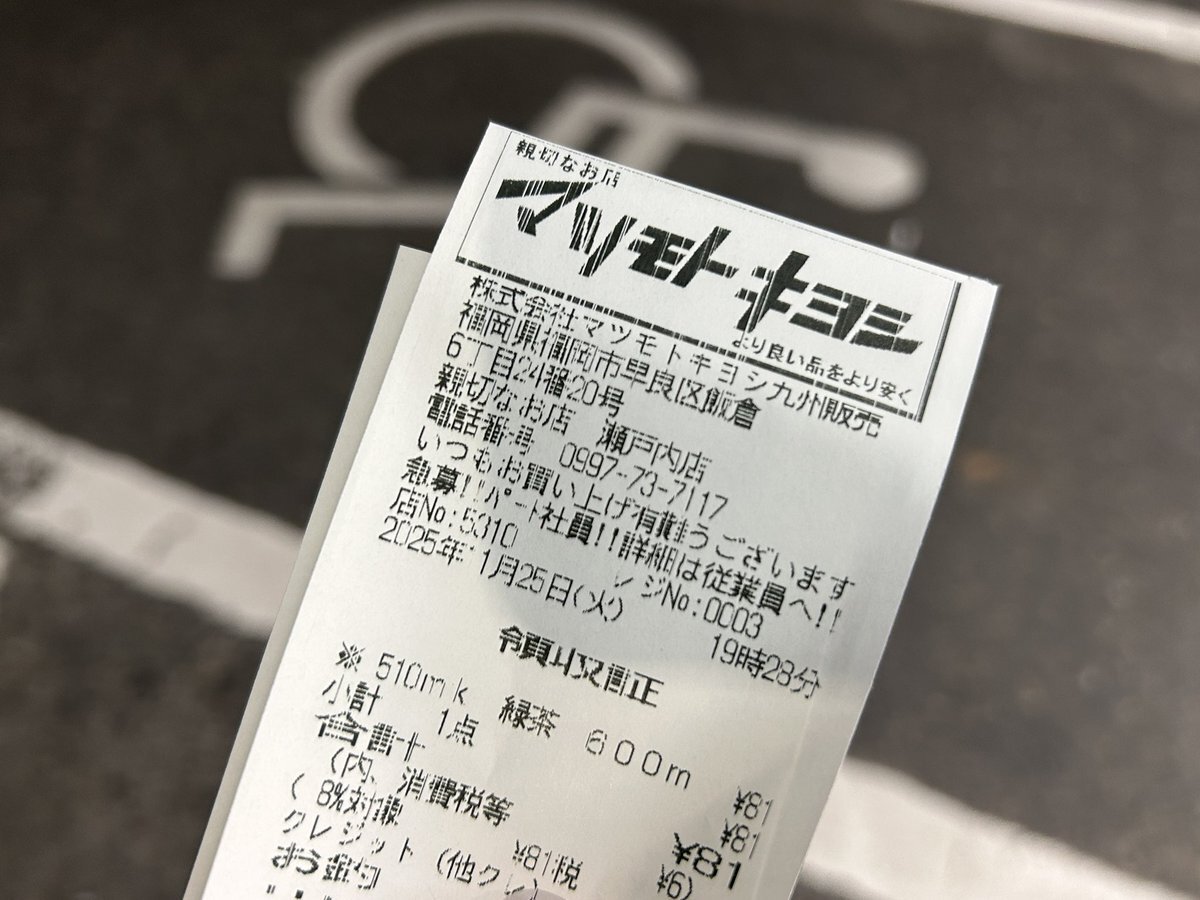 親切なお店
マツモトキヨシ
より良い品をより安く
株式会社マツモトキヨシ九州販売
福岡県福岡市早良区飯倉
6丁目24番20号
親切なお店 瀬戸内店
電話番号 0997-73-7117
いつもお買い上げ有難うございます
急募!!パート社員!!詳細は従業員へ!!
店No:5310 レジNo:0003
2025年 1月25日(火) 19時28分
領収証
※ 510m k 緑茶 600m ¥81
小計 1点 ¥81
合計 ¥81
(内、消費税等 ¥6)
( 8%対象 ¥81税
クレジット (他クレ)
お釣